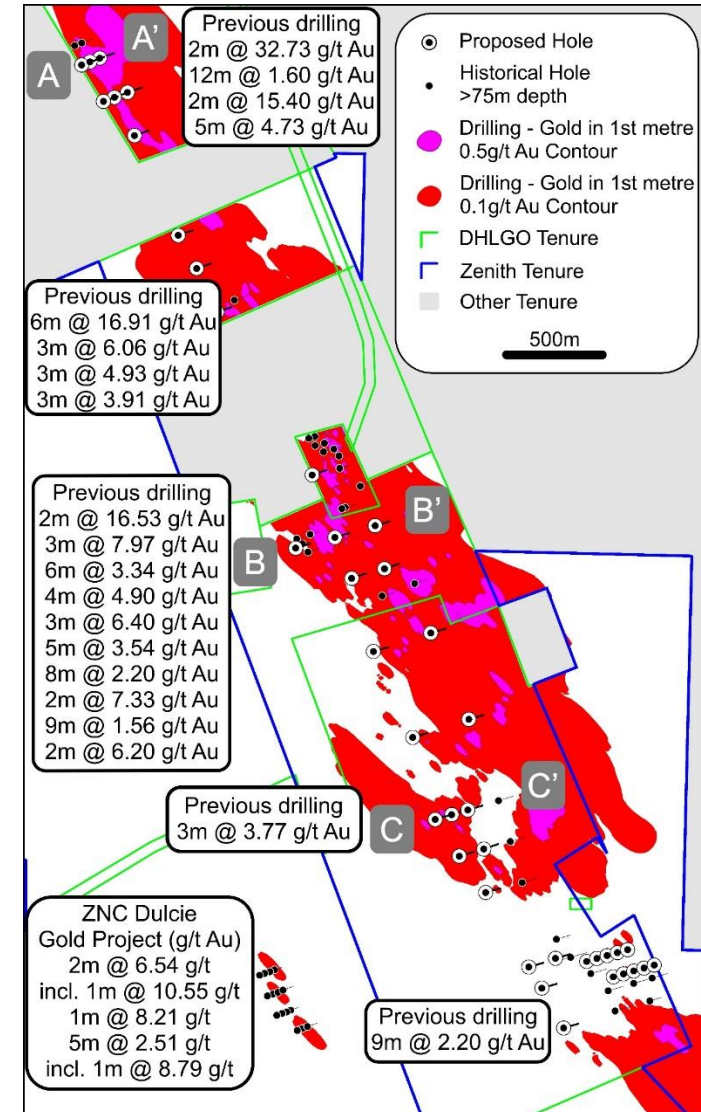 A
A'
Previous drilling
2m @ 32.73 g/t Au
12m @ 1.60 g/t Au
2m @ 15.40 g/t Au
5m @ 4.73 g/t Au
Proposed Hole
Historical Hole
>75m depth
Drilling - Gold in 1st metre
0.5g/t Au Contour
Drilling - Gold in 1st metre
0.1g/t Au Contour
DHLGO Tenure
Zenith Tenure
Other Tenure
500m
Previous drilling
6m @ 16.91 g/t Au
3m @ 6.06 g/t Au
3m @ 4.93 g/t Au
3m @ 3.91 g/t Au
Previous drilling
2m @ 16.53 g/t Au
3m @ 7.97 g/t Au
6m @ 3.34 g/t Au
4m @ 4.90 g/t Au
3m @ 6.40 g/t Au
5m @ 3.54 g/t Au
8m @ 2.20 g/t Au
2m @ 7.33 g/t Au
9m @ 1.56 g/t Au
2m @ 6.20 g/t Au
B
B'
Previous drilling
3m @ 3.77 g/t Au
C
C'
ZNC Dulcie
Gold Project (g/t Au)
2m @ 6.54 g/t
incl. 1m @ 10.55 g/t
1m @ 8.21 g/t
5m @ 2.51 g/t
incl. 1m @ 8.79 g/t
Previous drilling
9m @ 2.20 g/t Au